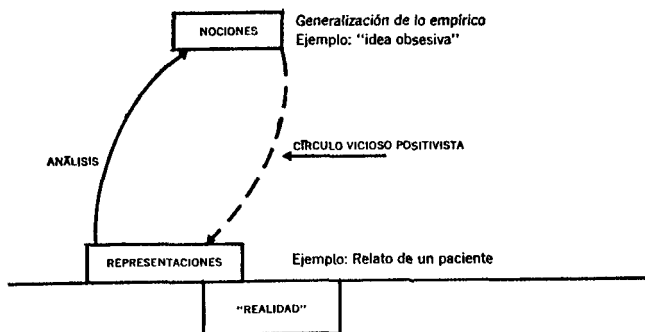 NOCIONES
Generalización de lo empírico
Ejemplo: "idea obsesiva"
ANÁLISIS
CÍRCULO VICIOSO POSITIVISTA
REPRESENTACIONES
Ejemplo: Relato de un paciente
"REALIDAD"